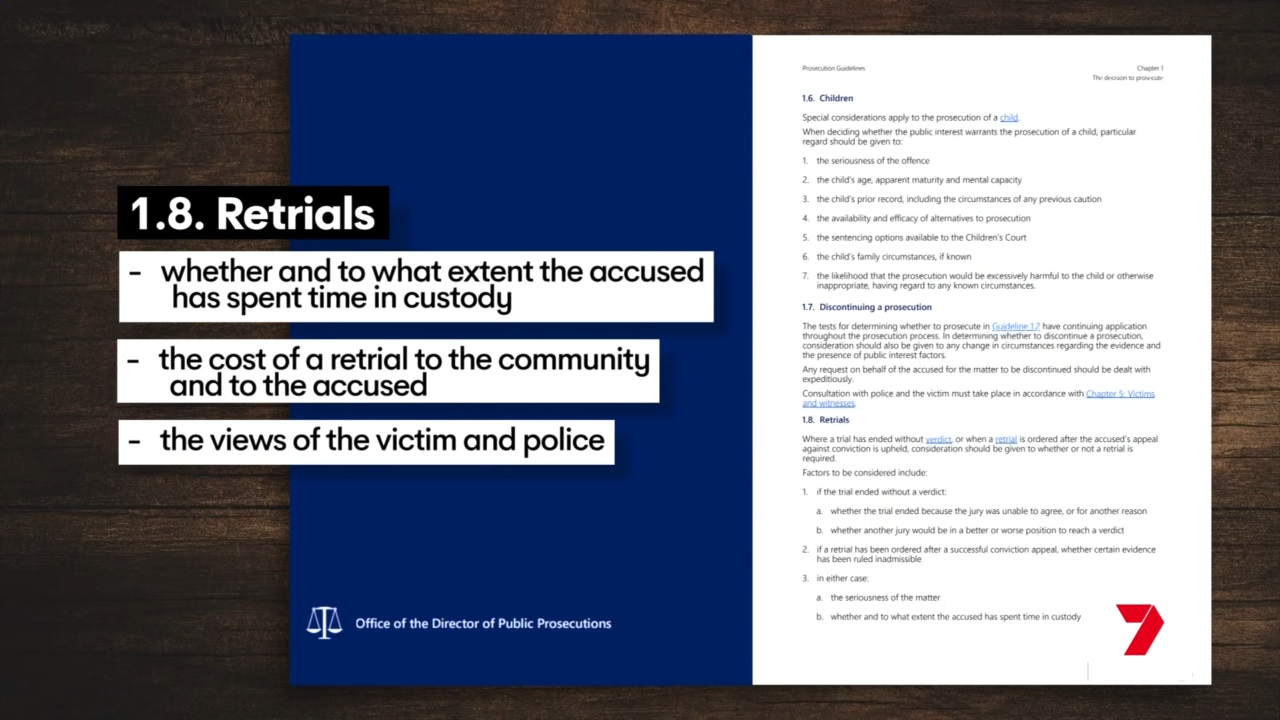 1.8. Retrials
- whether and to what extent the accused
has spent time in custody
- the cost of a retrial to the community
and to the accused
- the views of the victim and police
Office of the Director of Public Prosecutions
Prosecution Guidelines
Chapter 1
The decision to prosecute
1.6. Children
Special considerations apply to the prosecution of a child.
When deciding whether the public interest warrants the prosecution of a child, particular
regard should be given to:
1. the seriousness of the offence
2. the child's age, apparent maturity and mental capacity
3. the child's prior record, including the circumstances of any previous caution
4. the availability and efficacy of alternatives to prosecution
5. the sentencing options available to the Children's Court
6. the child's family circumstances, if known
7. the likelihood that the prosecution would be excessively harmful to the child or otherwise
inappropriate, having regard to any known circumstances.
1.7. Discontinuing a prosecution
The tests for determining whether to prosecute in Guideline 1.2 have continuing application
throughout the prosecution process. In determining whether to discontinue a prosecution,
consideration should also be given to any change in circumstances regarding the evidence and
the presence of public interest factors.
Any request on behalf of the accused for the matter to be discontinued should be dealt with
expeditiously.
Consultation with police and the victim must take place in accordance with Chapter 5: Victims
and witnesses.
1.8. Retrials
Where a trial has ended without verdict, or when a retrial is ordered after the accused's appeal
against conviction is upheld, consideration should be given to whether or not a retrial is
required.
Factors to be considered include:
1. if the trial ended without a verdict:
a. whether the trial ended because the jury was unable to agree, or for another reason
b. whether another jury would be in a better or worse position to reach a verdict
2. if a retrial has been ordered after a successful conviction appeal, whether certain evidence
has been ruled inadmissible
3. in either case:
a. the seriousness of the matter
b. whether and to what extent the accused has spent time in custody
7